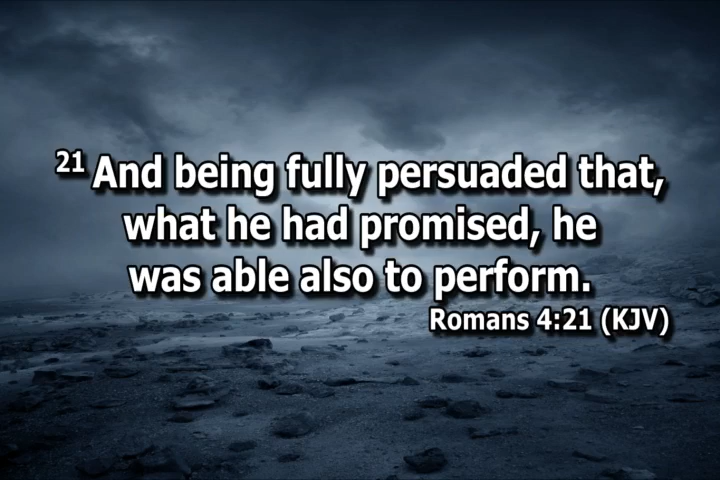 21 And being fully persuaded that,
what he had promised, he
was able also to perform.
Romans 4:21 (KJV)